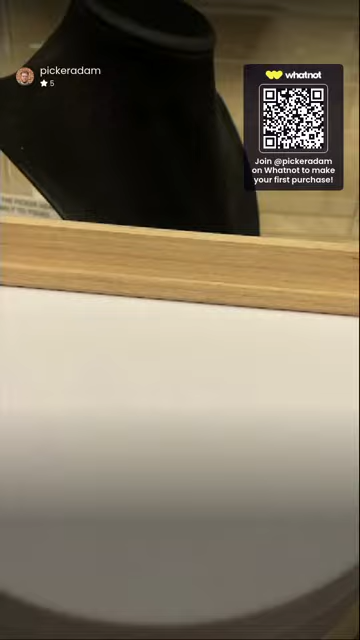 pickeradam
★ 5
whatnot
Join @pickeradam
on Whatnot to make
your first purchase!